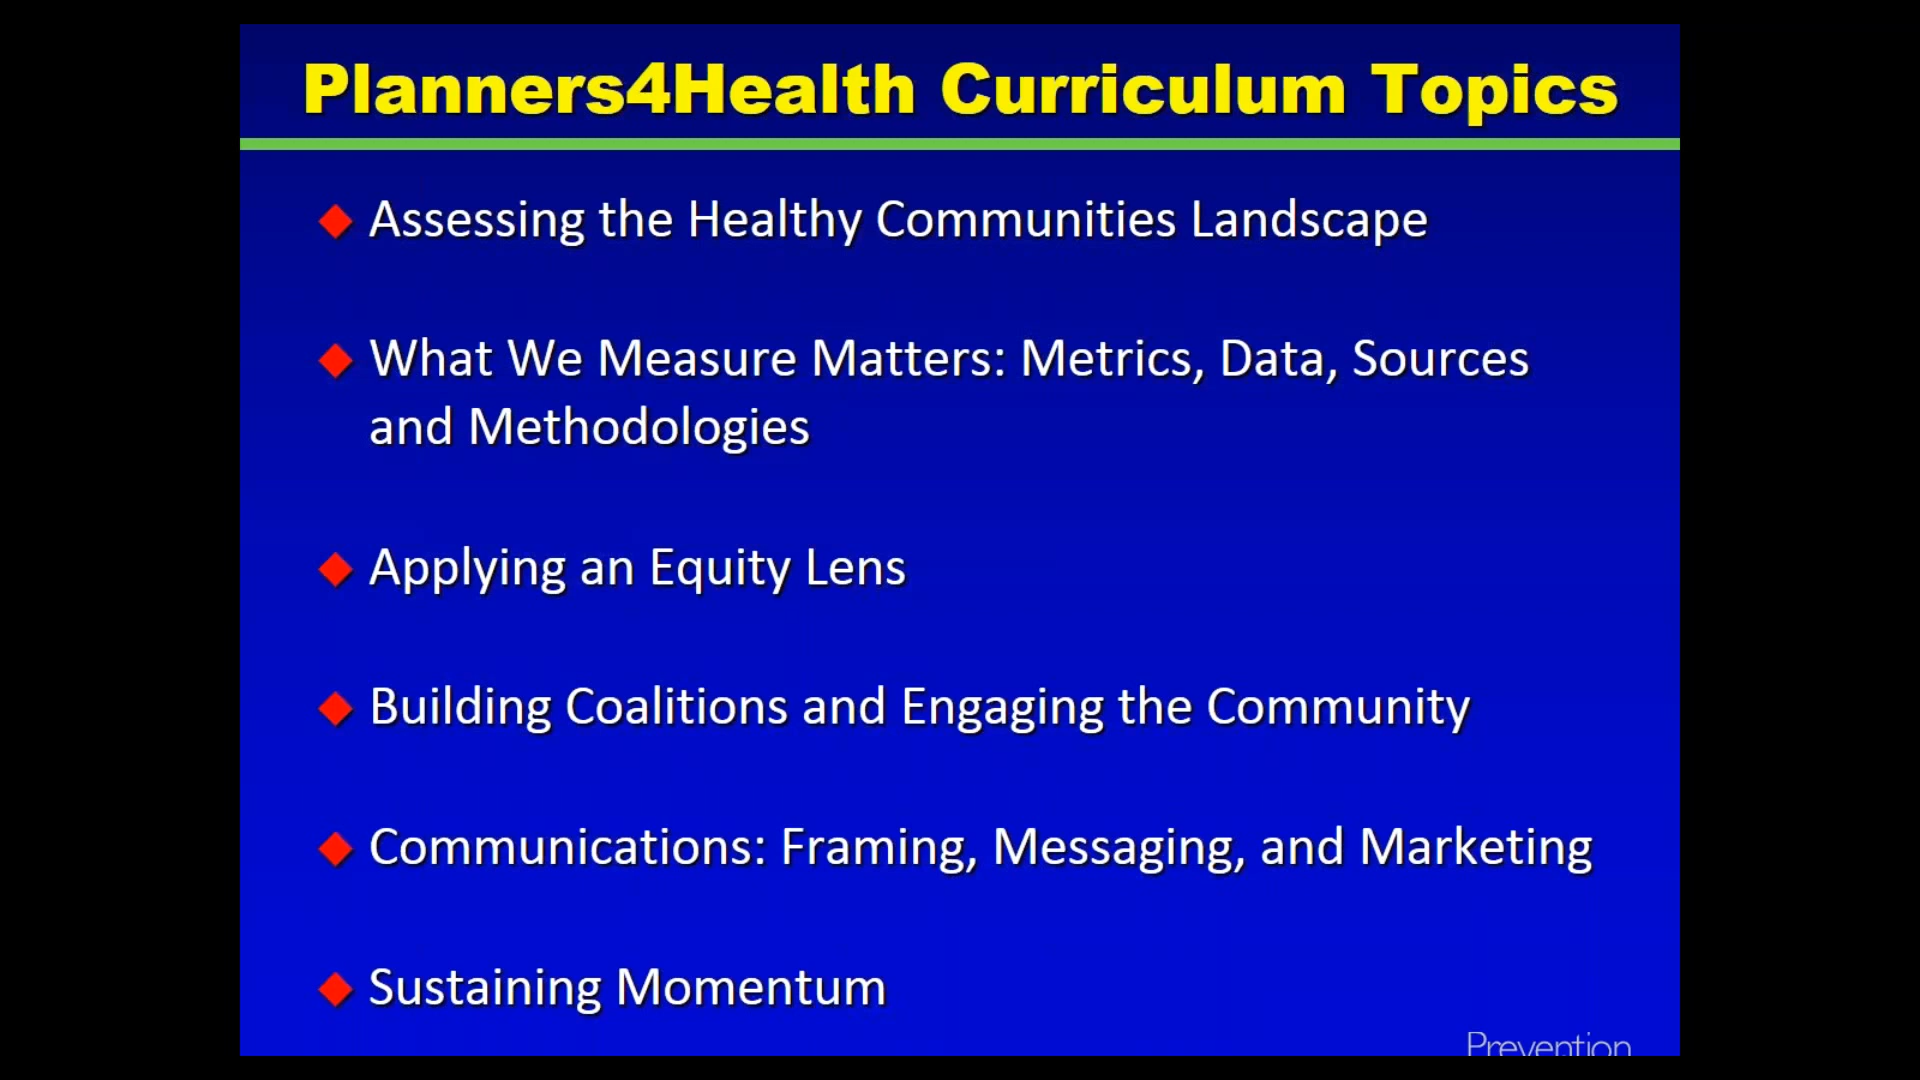 Planners4Health Curriculum Topics
Assessing the Healthy Communities Landscape
What We Measure Matters: Metrics, Data, Sources
and Methodologies
Applying an Equity Lens
Building Coalitions and Engaging the Community
Communications: Framing, Messaging, and Marketing
Sustaining Momentum
Prevention